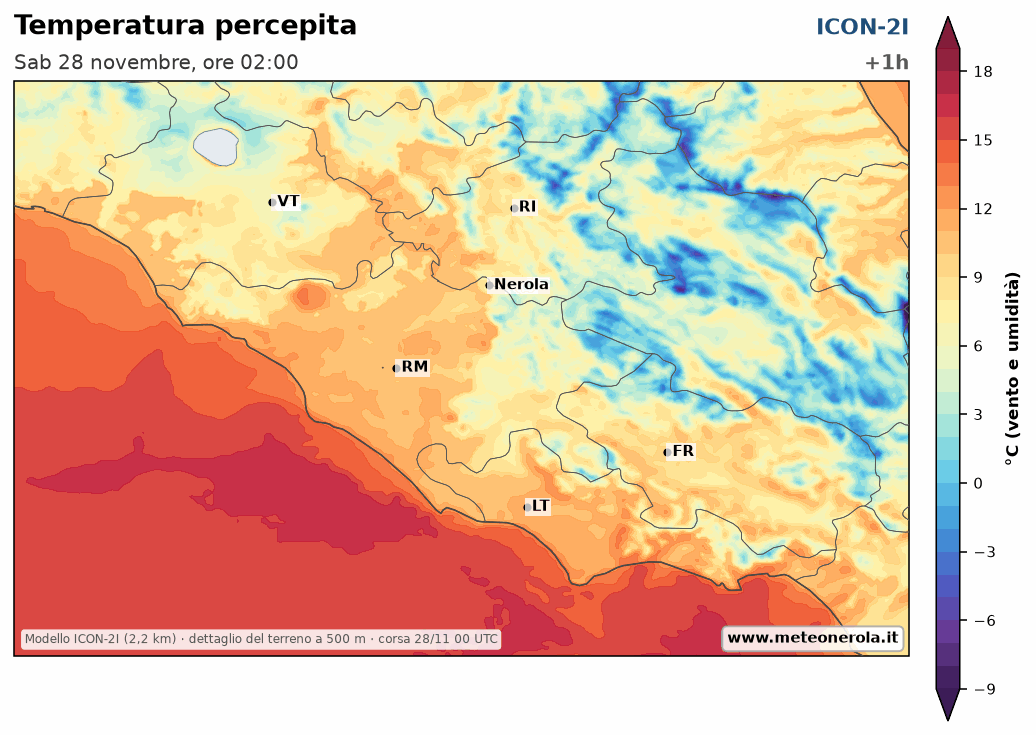 Temperatura percepita
ICON-2I
Sab 28 novembre, ore 02:00
+1h
VT
RI
Nerola
RM
FR
LT
Modello ICON-2I (2,2 km) · dettaglio del terreno a 500 m · corsa 28/11 00 UTC
www.meteonerola.it
18
15
12
9
6
3
0
−3
−6
−9
°C (vento e umidità)